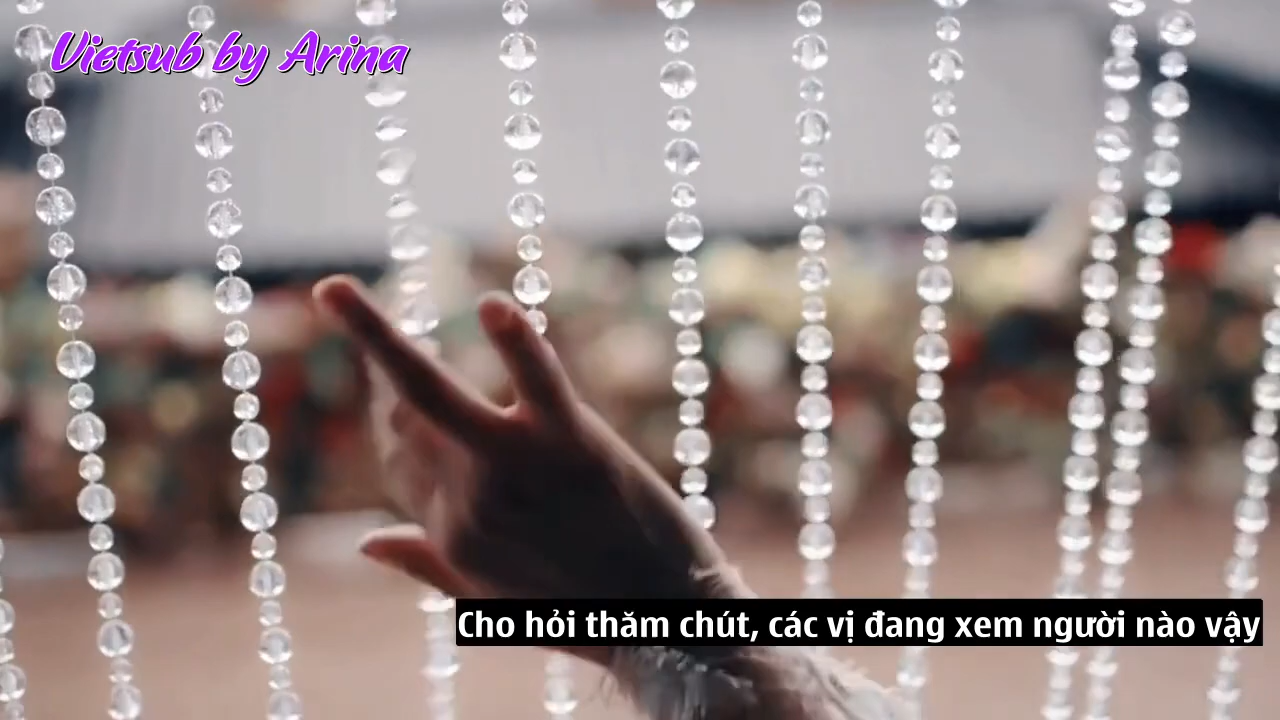 Vietsub by Arina
Cho hỏi thăm chút, các vị đang xem người nào vậy